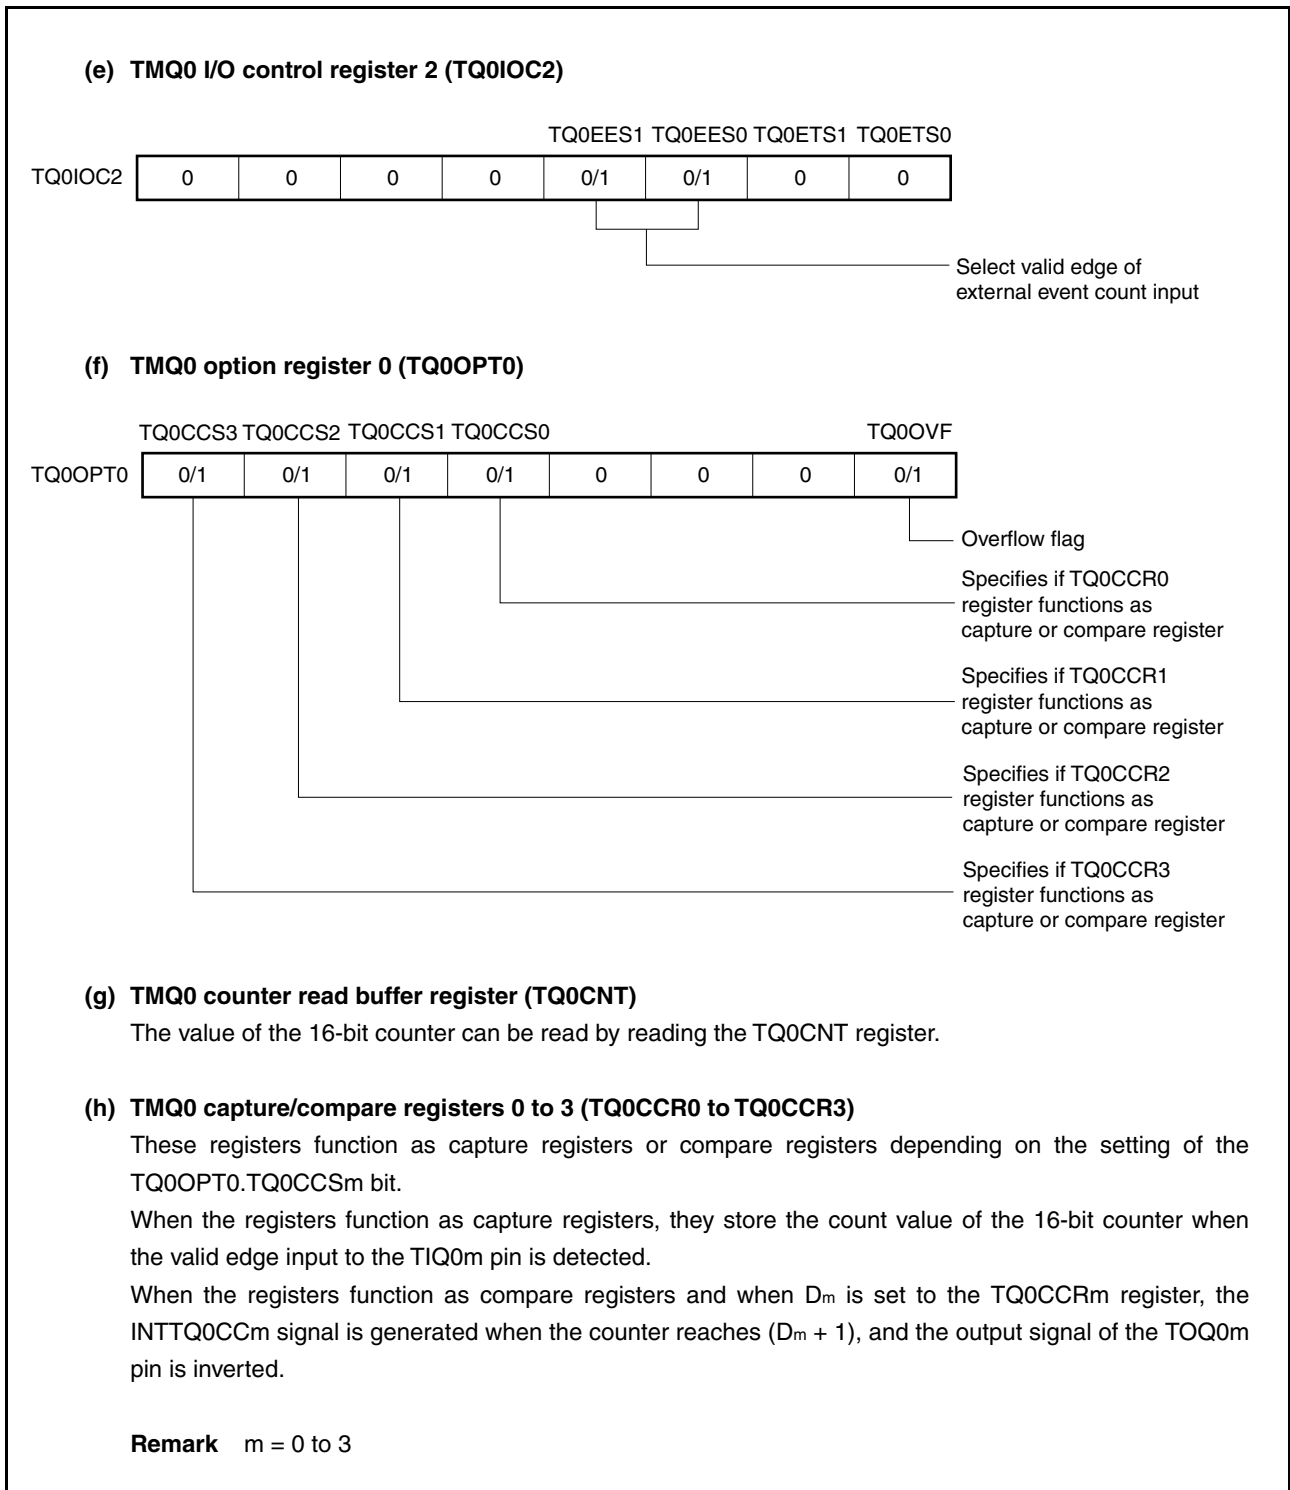 (e) TMQ0 I/O control register 2 (TQ0IOC2)
TQ0EES1 TQ0EES0 TQ0ETS1 TQ0ETS0
TQ0IOC2 0 0 0 0 0/1 0/1 0 0
Select valid edge of
external event count input
(f) TMQ0 option register 0 (TQ0OPT0)
TQ0CCS3 TQ0CCS2 TQ0CCS1 TQ0CCS0 TQ0OVF
TQ0OPT0 0/1 0/1 0/1 0/1 0 0 0 0/1
Overflow flag
Specifies if TQ0CCR0
register functions as
capture or compare register
Specifies if TQ0CCR1
register functions as
capture or compare register
Specifies if TQ0CCR2
register functions as
capture or compare register
Specifies if TQ0CCR3
register functions as
capture or compare register
(g) TMQ0 counter read buffer register (TQ0CNT)
The value of the 16-bit counter can be read by reading the TQ0CNT register.
(h) TMQ0 capture/compare registers 0 to 3 (TQ0CCR0 to TQ0CCR3)
These registers function as capture registers or compare registers depending on the setting of the
TQ0OPT0.TQ0CCSm bit.
When the registers function as capture registers, they store the count value of the 16-bit counter when
the valid edge input to the TIQ0m pin is detected.
When the registers function as compare registers and when Dm is set to the TQ0CCRm register, the
INTTQ0CCm signal is generated when the counter reaches (Dm + 1), and the output signal of the TOQ0m
pin is inverted.
Remark m = 0 to 3